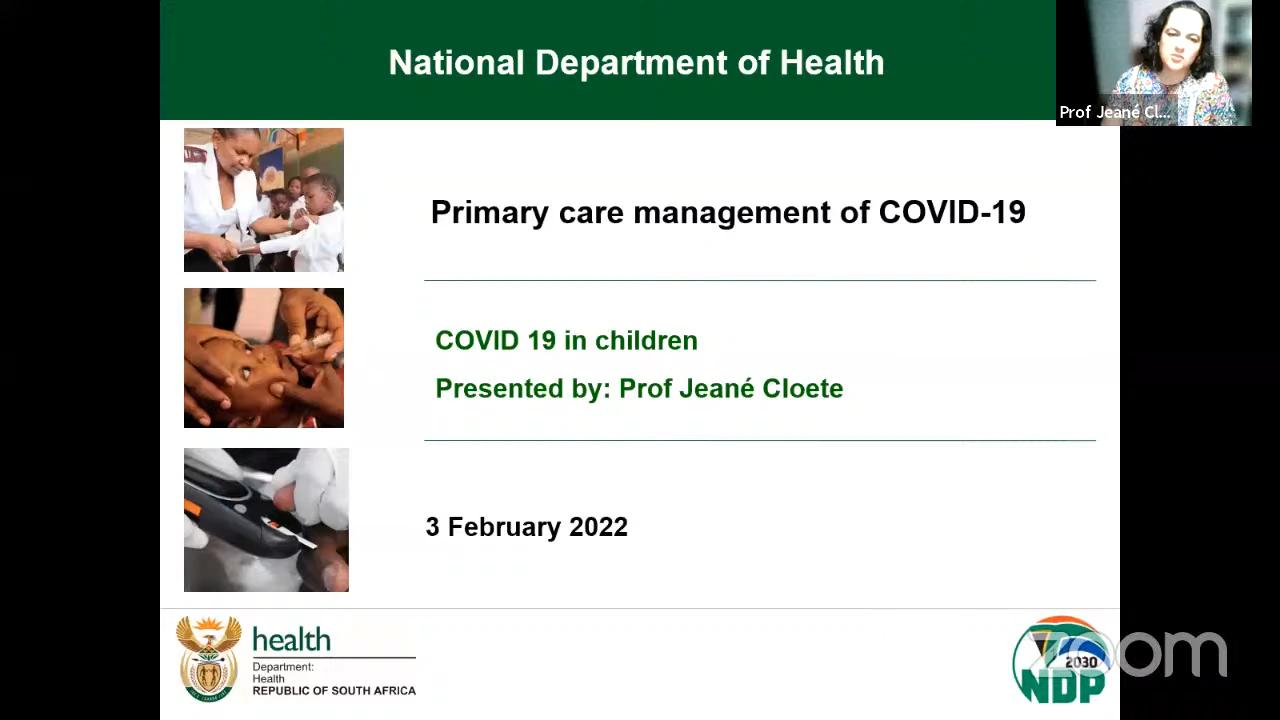 National Department of Health
Prof Jeané Cl...
Primary care management of COVID-19
COVID 19 in children
Presented by: Prof Jeané Cloete
3 February 2022
health
Department:
Health
REPUBLIC OF SOUTH AFRICA
2030
NDP
zoom